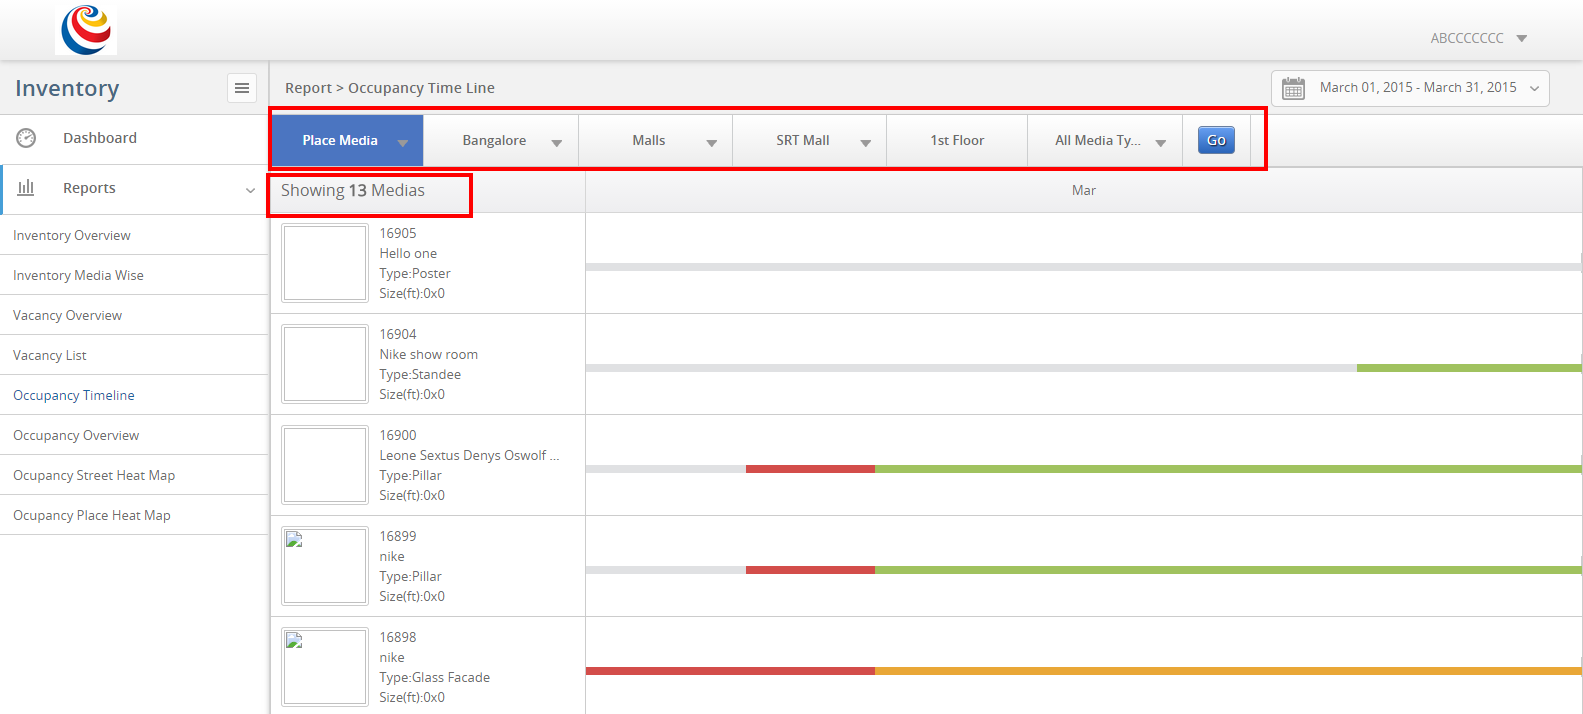 ABCCCCCCC
Inventory
Report > Occupancy Time Line
March 01, 2015 - March 31, 2015
Dashboard
Place Media
Bangalore
Malls
SRT Mall
1st Floor
All Media Ty...
Go
Reports
Showing 13 Medias
Mar
Inventory Overview
Inventory Media Wise
Vacancy Overview
Vacancy List
Occupancy Timeline
Occupancy Overview
Ocupancy Street Heat Map
Ocupancy Place Heat Map
16905
Hello one
Type:Poster
Size(ft):0x0
16904
Nike show room
Type:Standee
Size(ft):0x0
16900
Leone Sextus Denys Oswolf ...
Type:Pillar
Size(ft):0x0
16899
nike
Type:Pillar
Size(ft):0x0
16898
nike
Type:Glass Facade
Size(ft):0x0